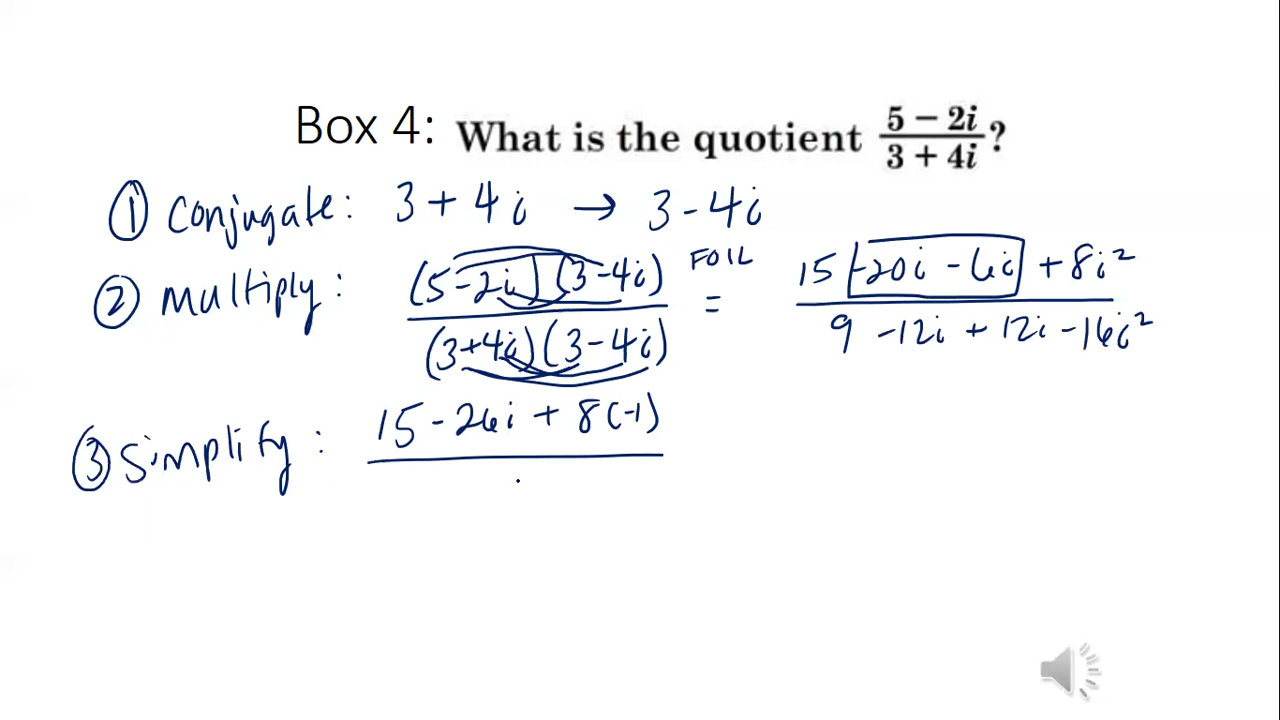 Box 4: What is the quotient (5 − 2i)/(3 + 4i)?
① conjugate: 3 + 4i → 3 - 4i
② multiply: (5-2i)(3-4i)/(3+4i)(3-4i) FOIL = 15 -20i - 6i + 8i²/9 -12i + 12i -16i²
③ simplify: 15 - 26i + 8(-1)